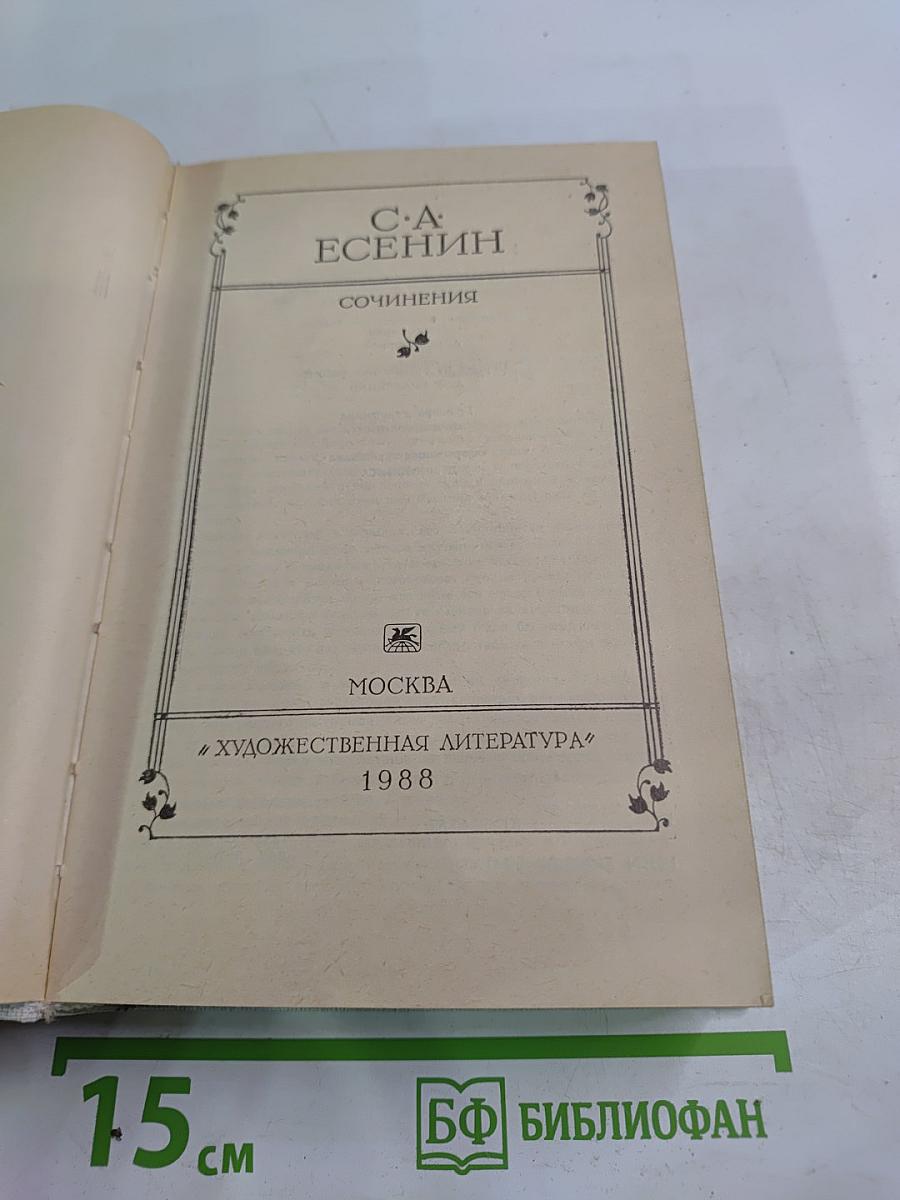 С·А·
ЕСЕНИН
СОЧИНЕНИЯ
МОСКВА
„ХУДОЖЕСТВЕННАЯ ЛИТЕРАТУРА"
1988
15 см
БФ БИБЛИОФАН